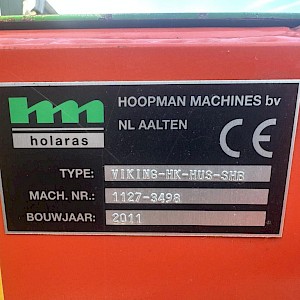 hm
holaras
HOOPMAN MACHINES bv
NL AALTEN
CE
TYPE: VIKING-HK-HUS-SHB
MACH. NR.: 1127-3498
BOUWJAAR: 2011